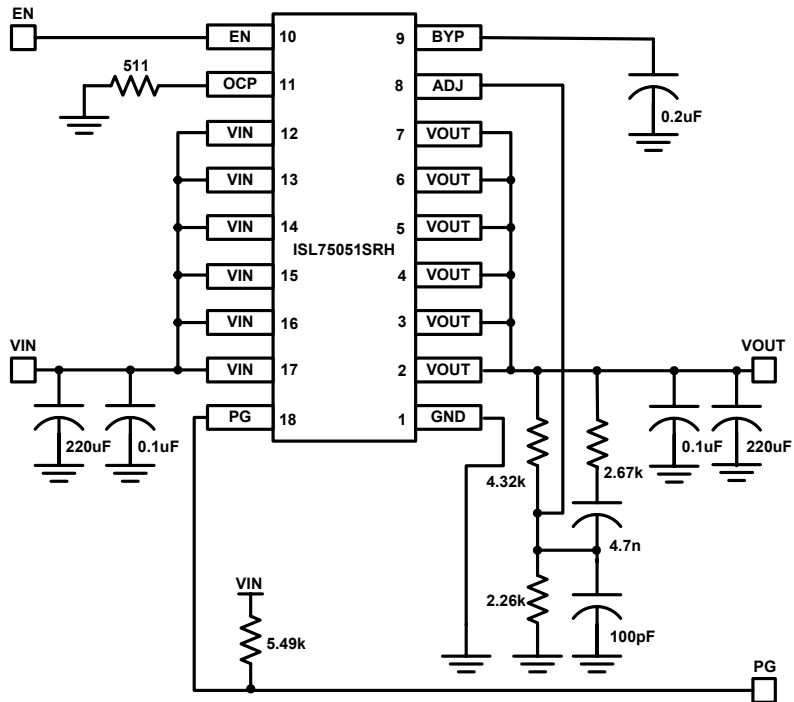 EN
EN 10 9 BYP
511
OCP 11 8 ADJ
0.2uF
VIN 12 7 VOUT
VIN 13 6 VOUT
VIN 14 5 VOUT
ISL75051SRH
VIN 15 4 VOUT
VIN 16 3 VOUT
VIN VOUT
VIN 17 2 VOUT
PG 18 1 GND
220uF 0.1uF 4.32k 2.67k 0.1uF 220uF
4.7n
VIN 2.26k
5.49k 100pF
PG